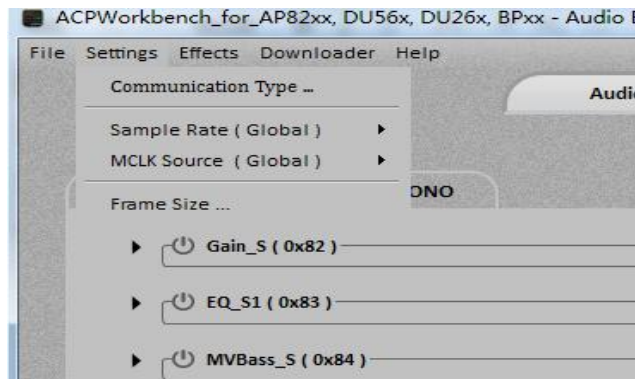 ACPWorkbench_for_AP82xx, DU56x, DU26x, BPxx - Audio
File Settings Effects Downloader Help
Communication Type ...
Audi
Sample Rate ( Global )
MCLK Source ( Global )
ONO
Frame Size ...
Gain_S ( 0x82 )
EQ_S1 ( 0x83 )
MVBass_S ( 0x84 )